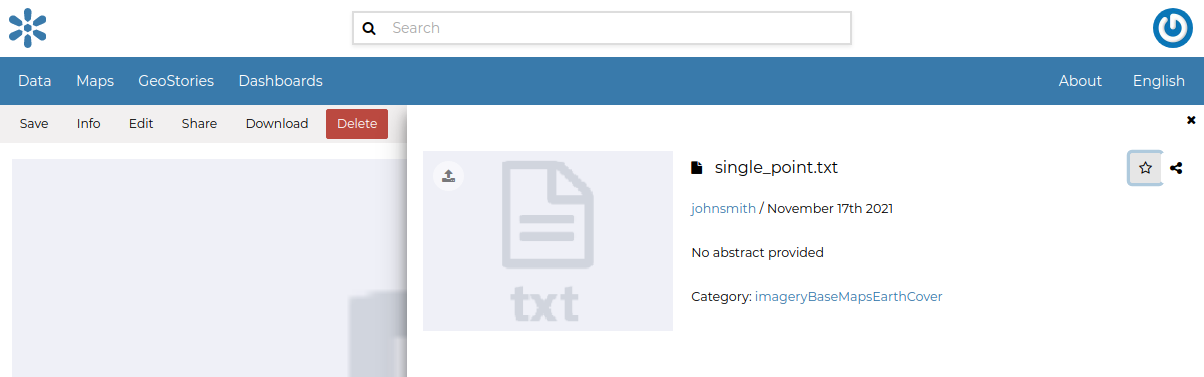 Search
Data Maps GeoStories Dashboards About English
Save Info Edit Share Download Delete
single_point.txt
johnsmith / November 17th 2021
No abstract provided
Category: imageryBaseMapsEarthCover
txt